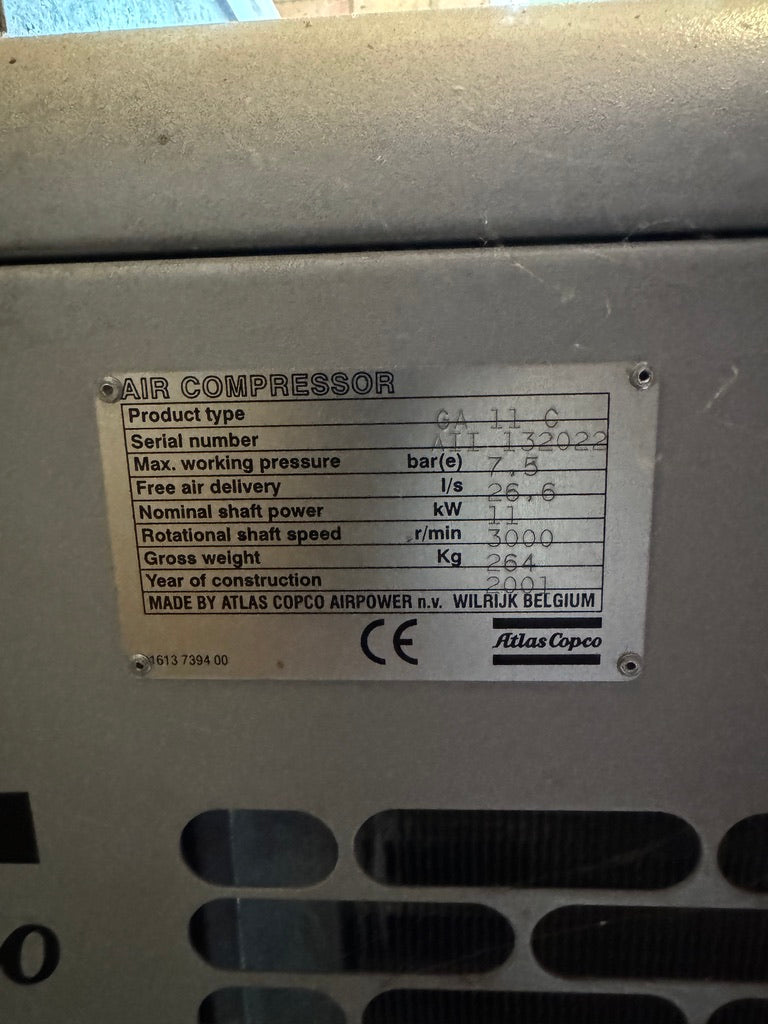 AIR COMPRESSOR
Product type GA 11 C
Serial number AII 132022
Max. working pressure bar(e) 7,5
Free air delivery l/s 26,6
Nominal shaft power kW 11
Rotational shaft speed r/min 3000
Gross weight Kg 264
Year of construction 2001
MADE BY ATLAS COPCO AIRPOWER n.v. WILRIJK BELGIUM
CE
Atlas Copco
1613 7394 00
o